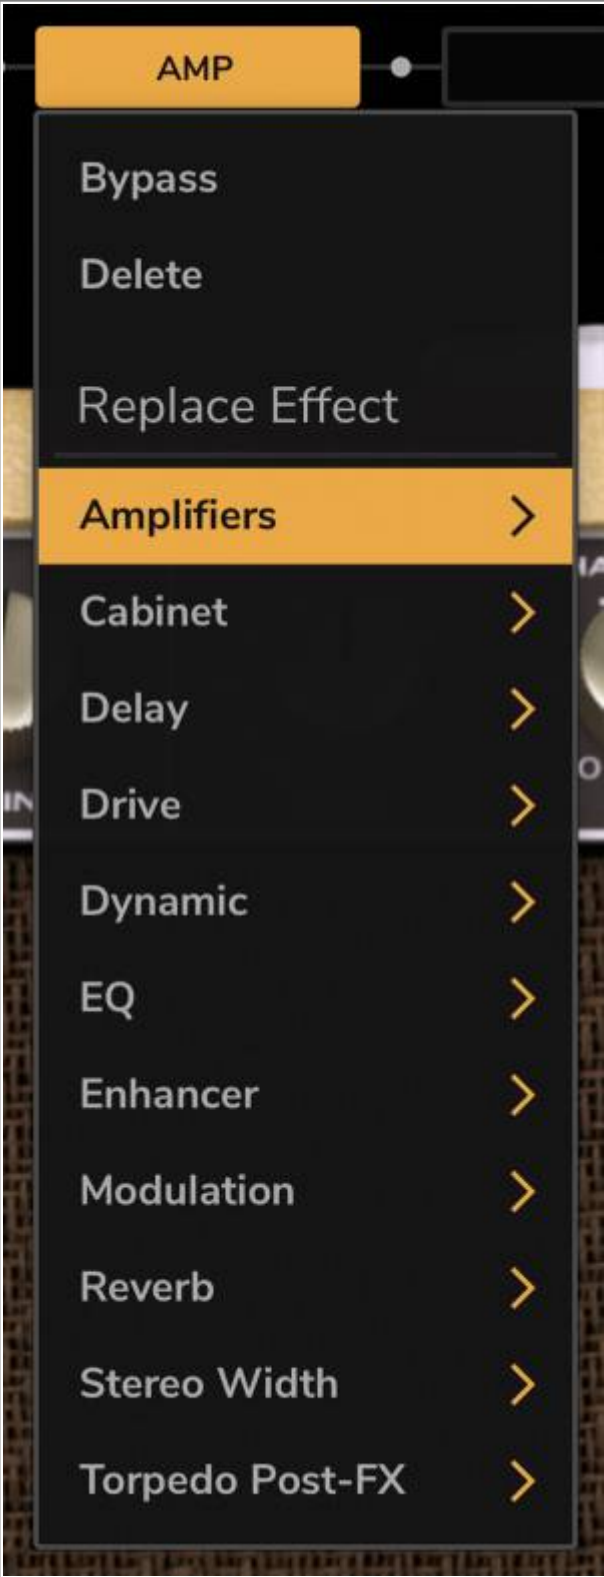 AMP
Bypass
Delete
Replace Effect
Amplifiers
Cabinet
Delay
Drive
Dynamic
EQ
Enhancer
Modulation
Reverb
Stereo Width
Torpedo Post-FX